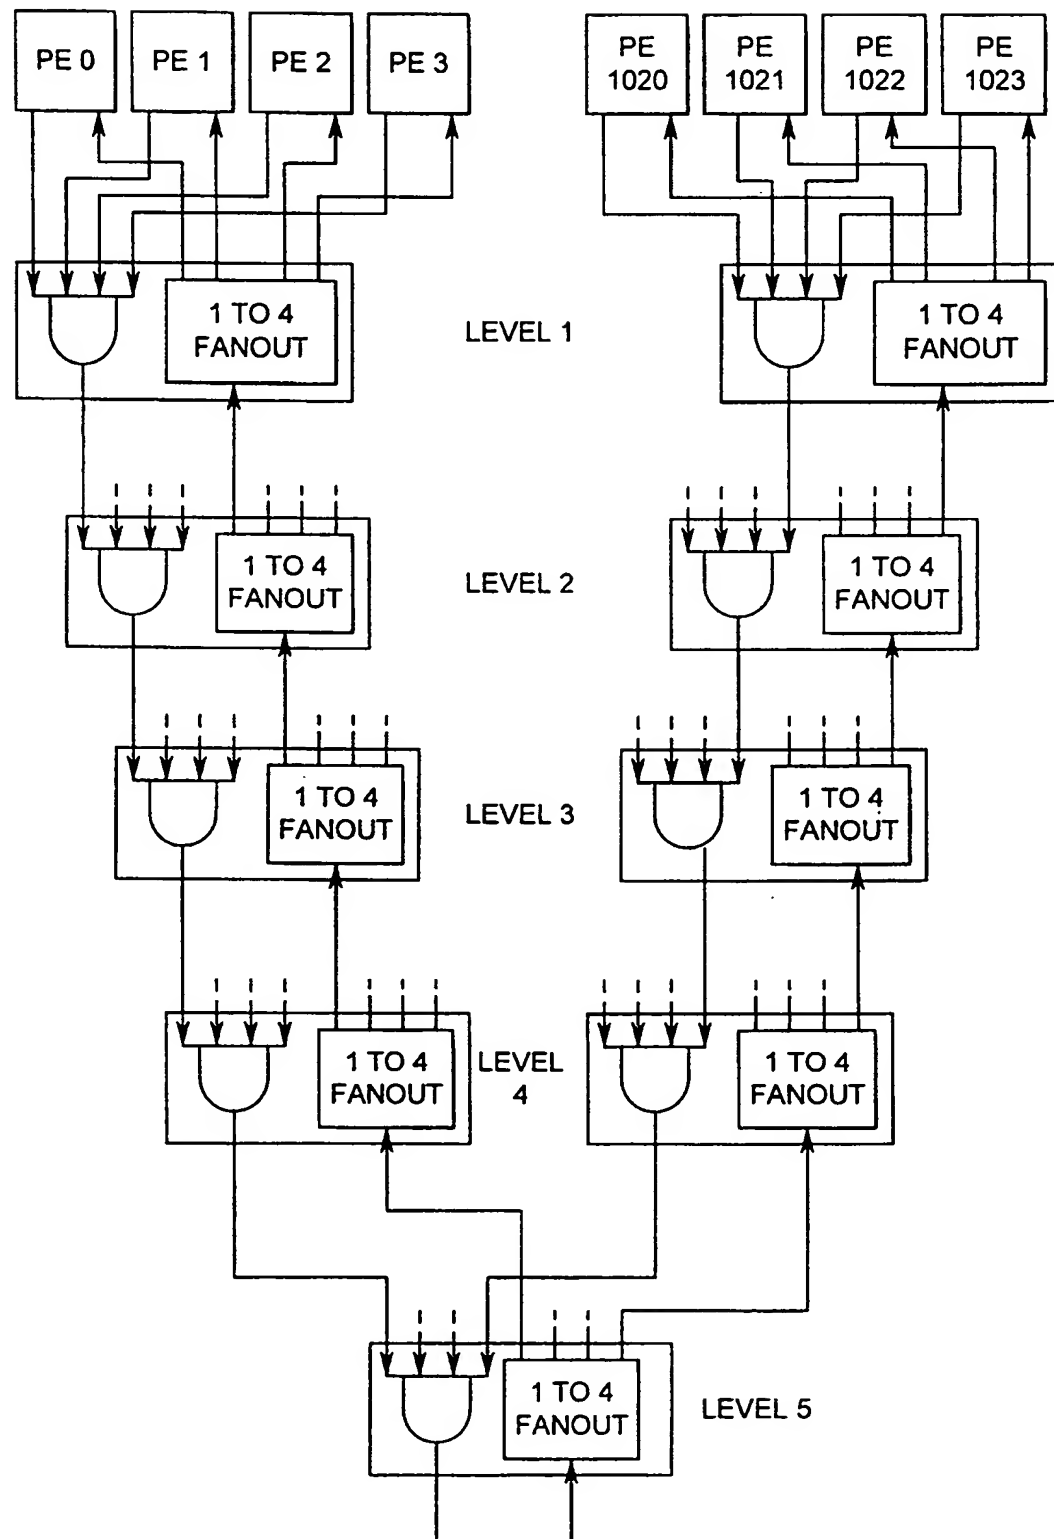 PE 0
PE 1
PE 2
PE 3
PE
1020
PE
1021
PE
1022
PE
1023
1 TO 4
FANOUT
LEVEL 1
1 TO 4
FANOUT
1 TO 4
FANOUT
LEVEL 2
1 TO 4
FANOUT
1 TO 4
FANOUT
LEVEL 3
1 TO 4
FANOUT
1 TO 4
FANOUT
LEVEL
4
1 TO 4
FANOUT
1 TO 4
FANOUT
LEVEL 5